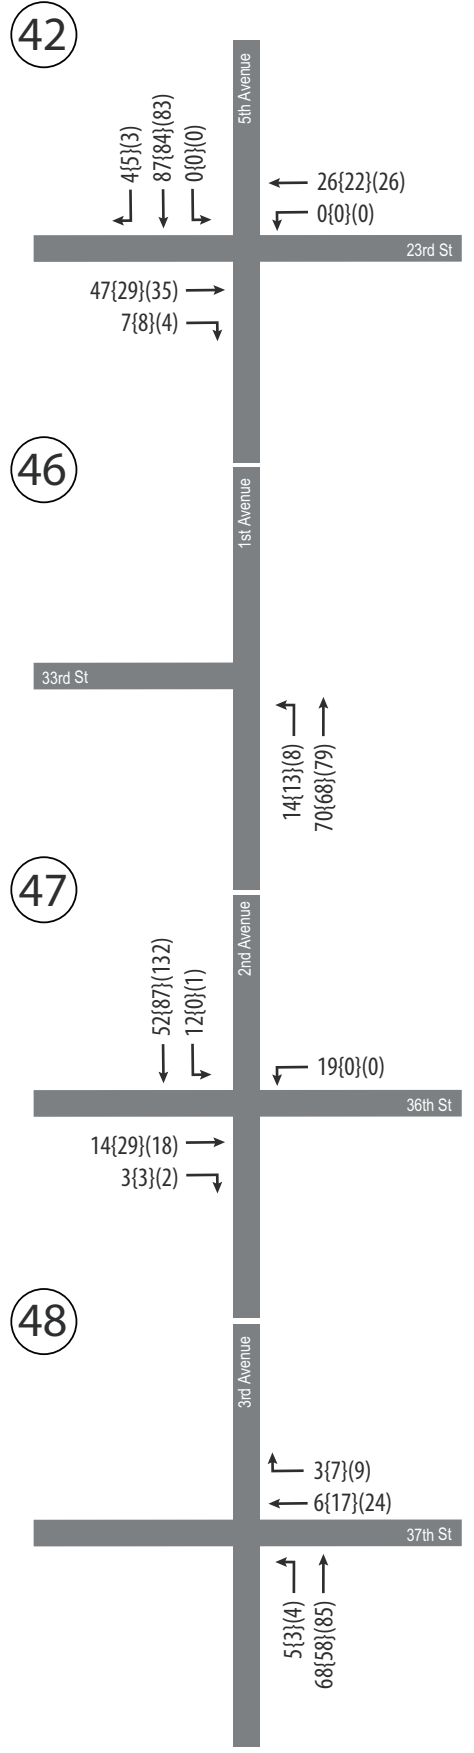 42
5th Avenue
4{5}(3)
87{84}(83)
0{0}(0)
26{22}(26)
0{0}(0)
23rd St
47{29}(35)
7{8}(4)
46
1st Avenue
33rd St
14{13}(8)
70{68}(79)
47
2nd Avenue
52{87}(132)
12{0}(1)
19{0}(0)
36th St
14{29}(18)
3{3}(2)
48
3rd Avenue
3{7}(9)
6{17}(24)
37th St
5{3}(4)
68{58}(85)